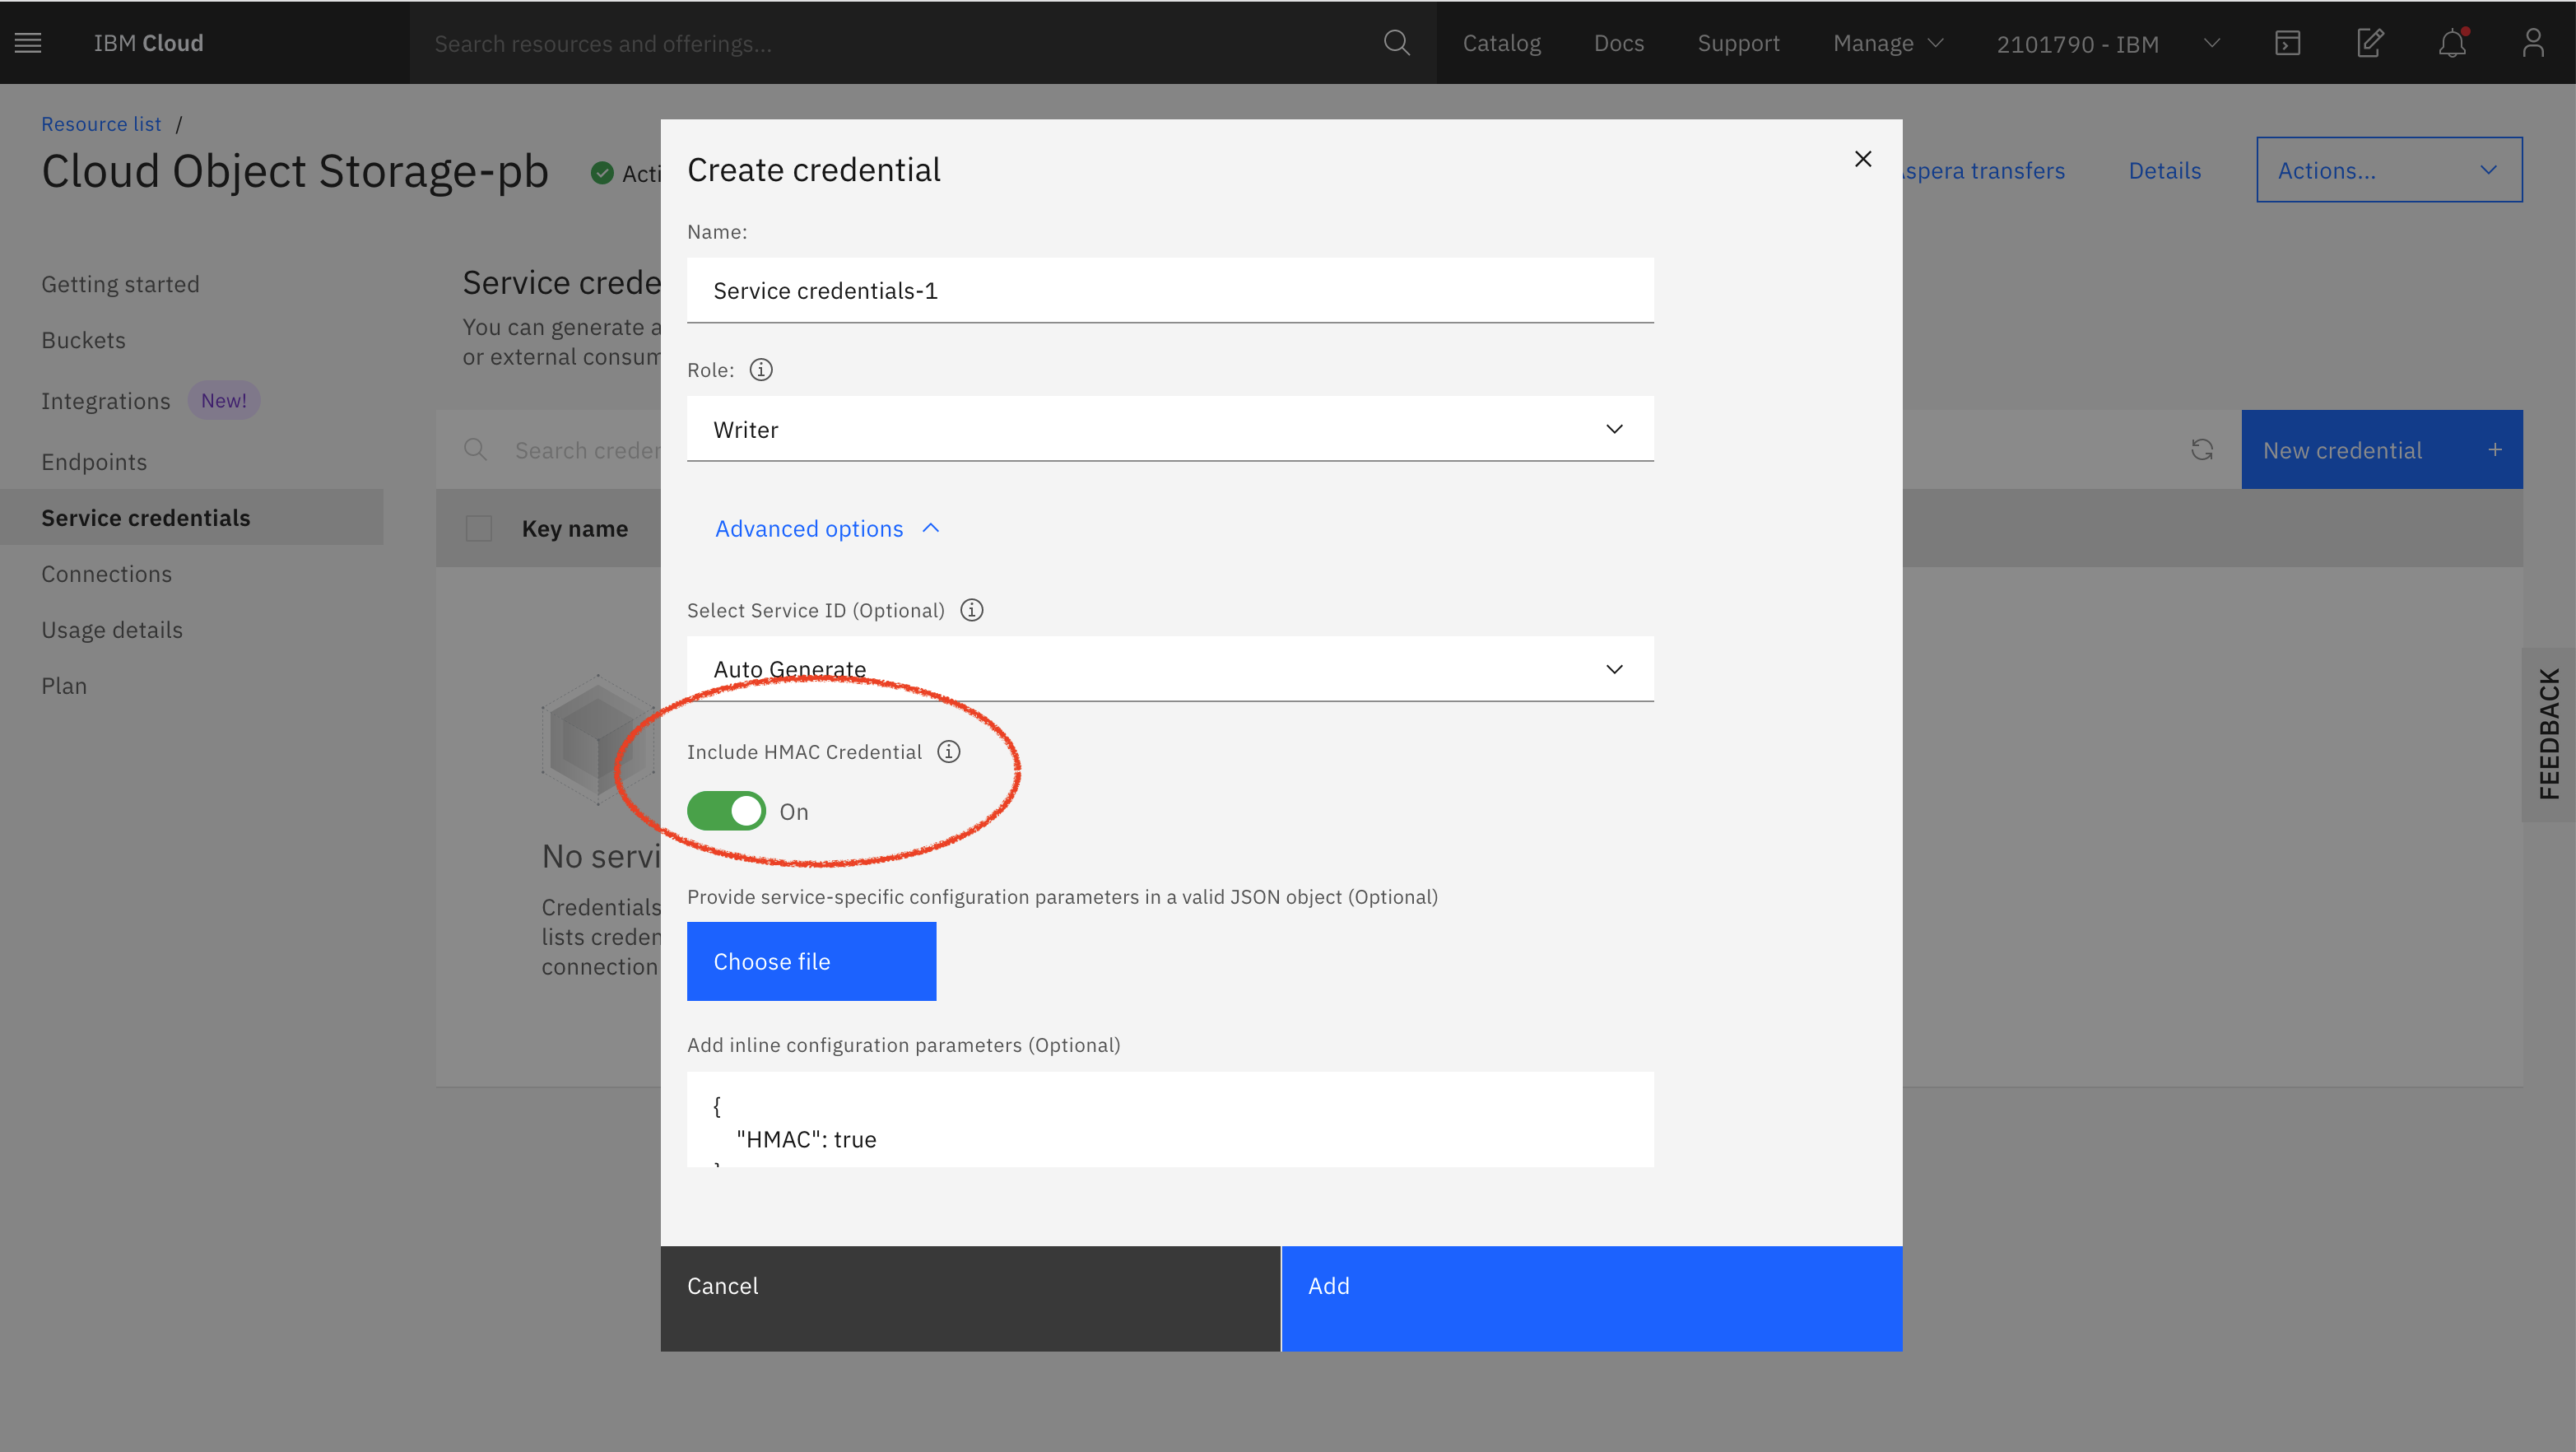 IBM Cloud
Search resources and offerings...
Catalog
Docs
Support
Manage
2101790 - IBM
Resource list /
Cloud Object Storage-pb
Acti
spera transfers
Details
Actions...
Getting started
Buckets
Integrations New!
Endpoints
Service credentials
Connections
Usage details
Plan
Service crede
You can generate a
or external consum
Search creden
New credential +
Key name
No servi
Credentials
lists creden
connection
Create credential
Name:
Service credentials-1
Role:
Writer
Advanced options
Select Service ID (Optional)
Auto Generate
Include HMAC Credential
On
Provide service-specific configuration parameters in a valid JSON object (Optional)
Choose file
Add inline configuration parameters (Optional)
{
"HMAC": true
Cancel
Add
FEEDBACK